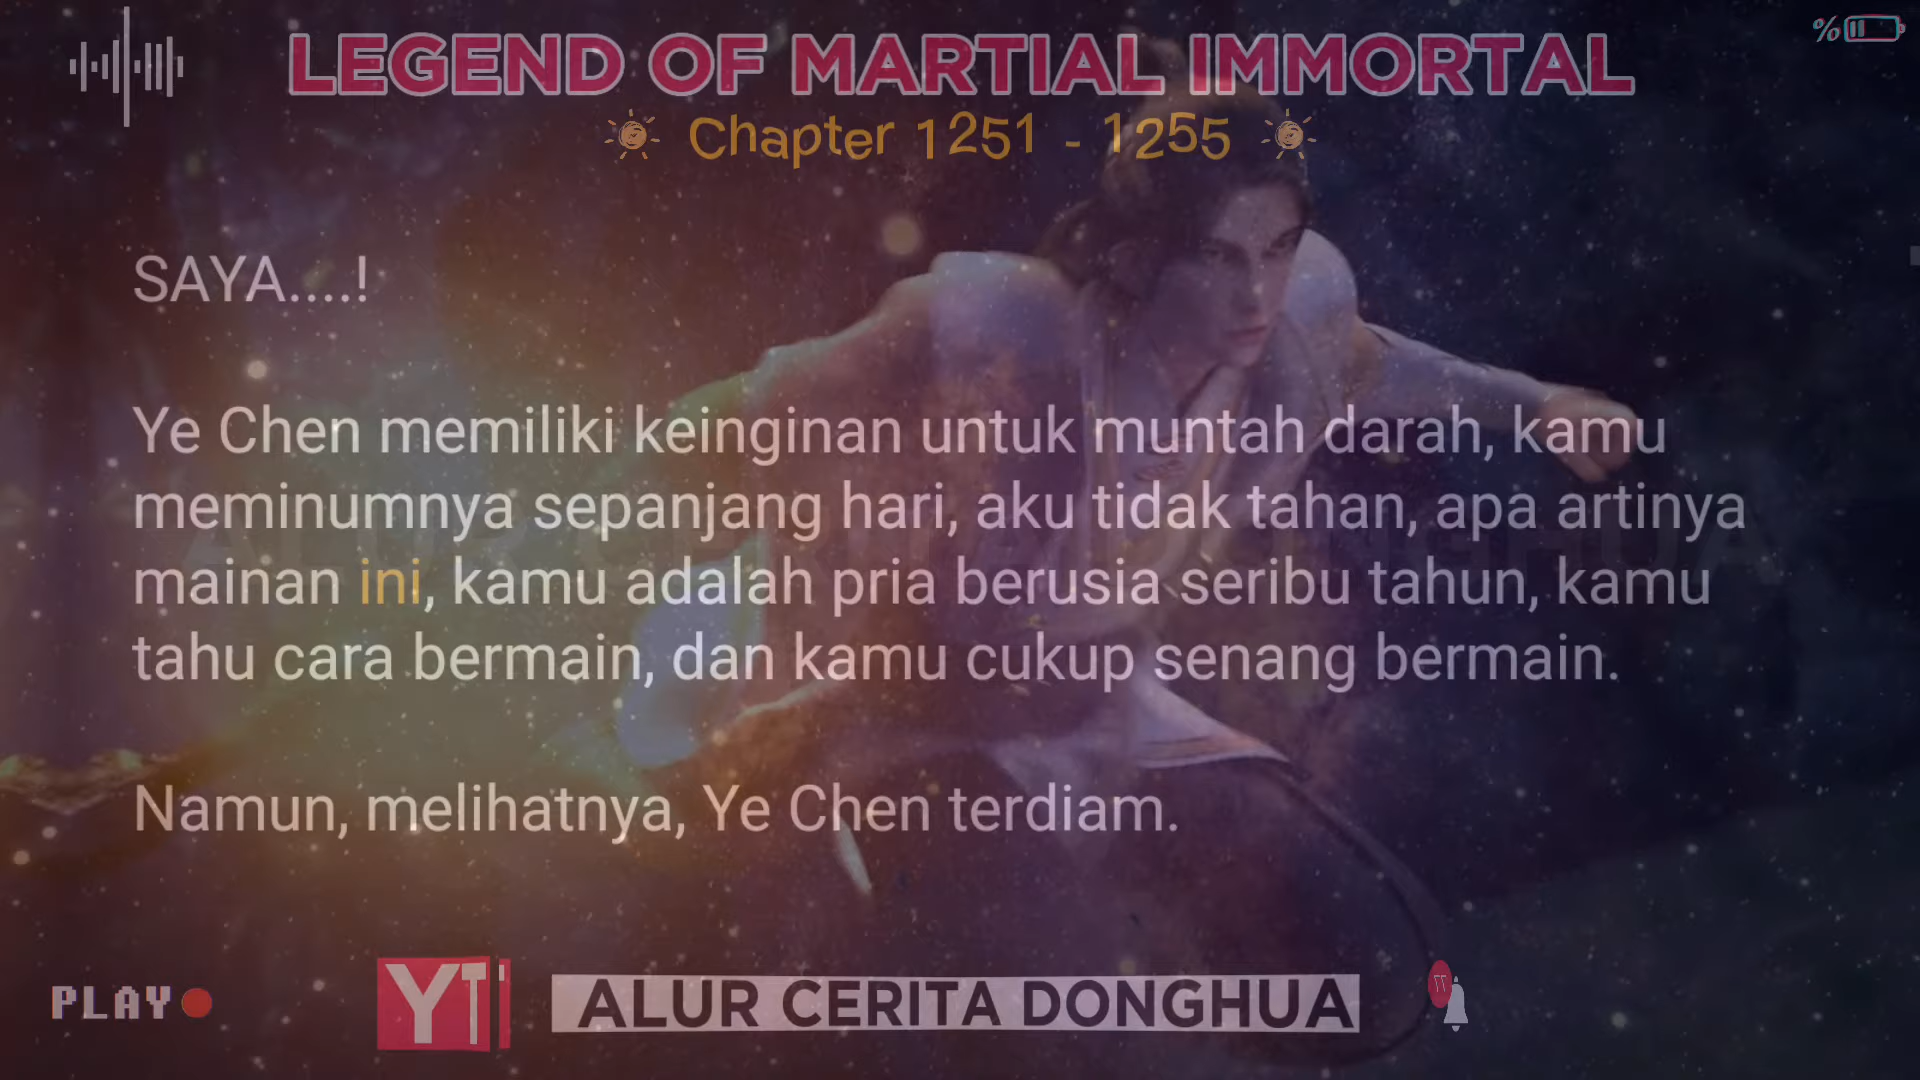 LEGEND OF MARTIAL IMMORTAL
%
Chapter 1251 - 1255
SAYA....!
Ye Chen memiliki keinginan untuk muntah darah, kamu
meminumnya sepanjang hari, aku tidak tahan, apa artinya
mainan ini, kamu adalah pria berusia seribu tahun, kamu
tahu cara bermain, dan kamu cukup senang bermain.
Namun, melihatnya, Ye Chen terdiam.
PLAY
YT
ALUR CERITA DONGHUA